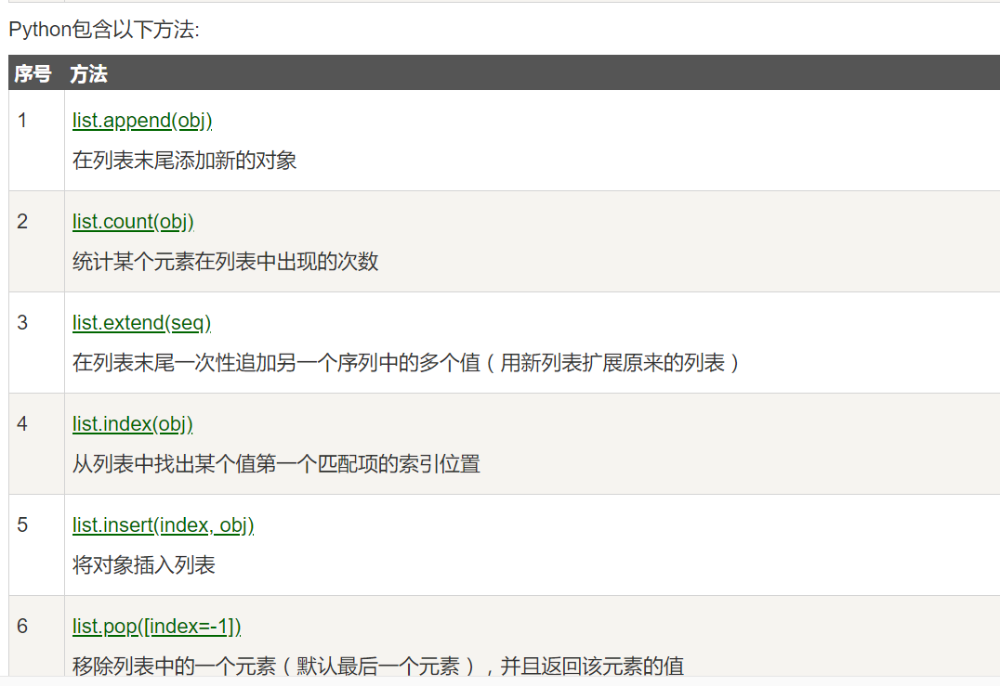 Python包含以下方法:
序号 方法
1 list.append(obj)
在列表末尾添加新的对象
2 list.count(obj)
统计某个元素在列表中出现的次数
3 list.extend(seq)
在列表末尾一次性追加另一个序列中的多个值（用新列表扩展原来的列表）
4 list.index(obj)
从列表中找出某个值第一个匹配项的索引位置
5 list.insert(index, obj)
将对象插入列表
6 list.pop([index=-1])
移除列表中的一个元素（默认最后一个元素），并且返回该元素的值